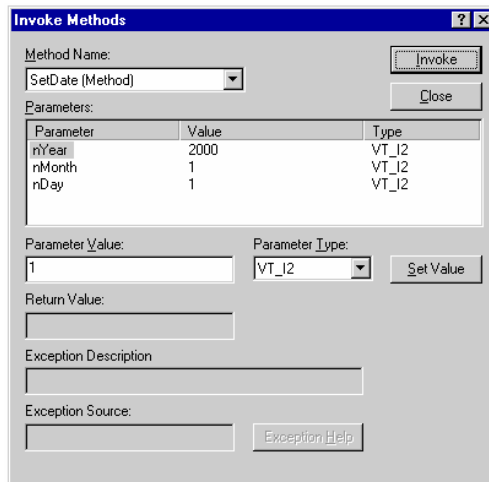 Invoke Methods
Method Name:
Invoke
SetDate (Method)
Close
Parameters:
Parameter Value Type
nYear 2000 VT_I2
nMonth 1 VT_I2
nDay 1 VT_I2
Parameter Value: Parameter Type:
1 VT_I2 Set Value
Return Value:
Exception Description
Exception Source:
Exception Help